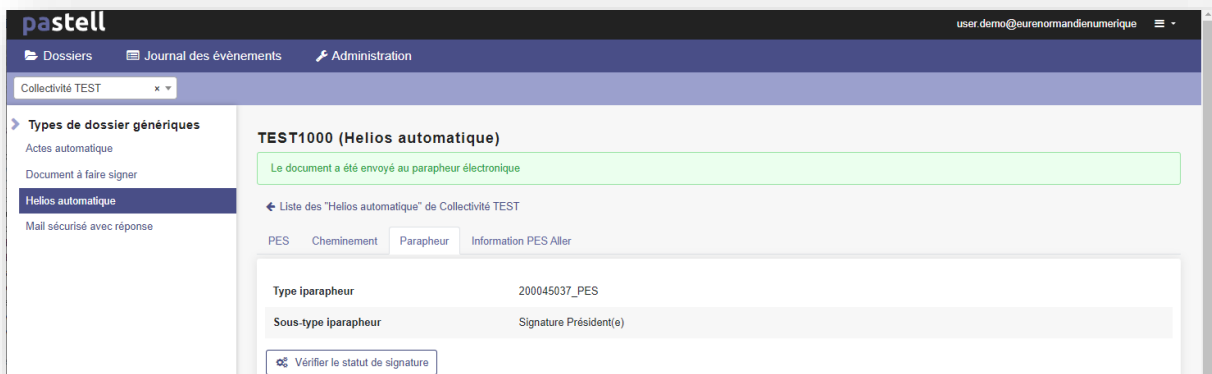 pastell
user.demo@eurenormandienumerique
Dossiers Journal des évènements Administration
Collectivité TEST ×
Types de dossier génériques
Actes automatique
Document à faire signer
Helios automatique
Mail sécurisé avec réponse
TEST1000 (Helios automatique)
Le document a été envoyé au parapheur électronique
Liste des "Helios automatique" de Collectivité TEST
PES Cheminement Parapheur Information PES Aller
Type iparapheur 200045037_PES
Sous-type iparapheur Signature Président(e)
Vérifier le statut de signature